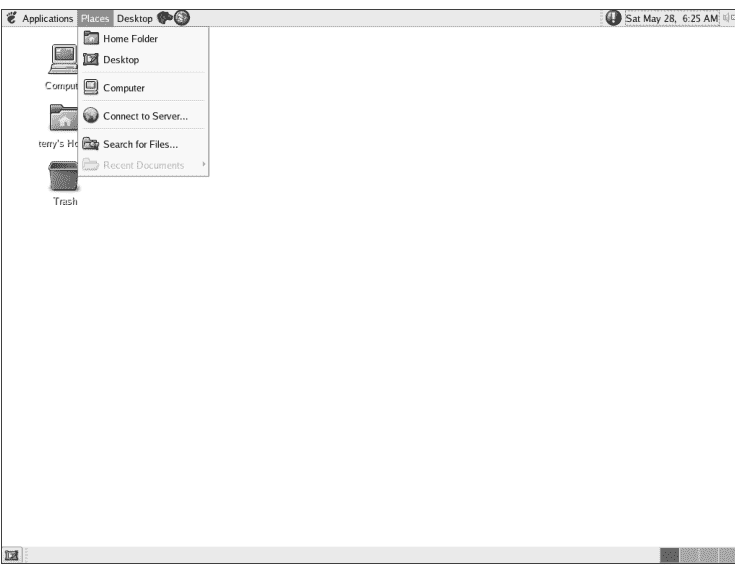 Applications Places Desktop Sat May 28, 6:25 AM
Home Folder
Desktop
Computer
Connect to Server...
Search for Files...
Recent Documents
Comput
terry's Ho
Trash